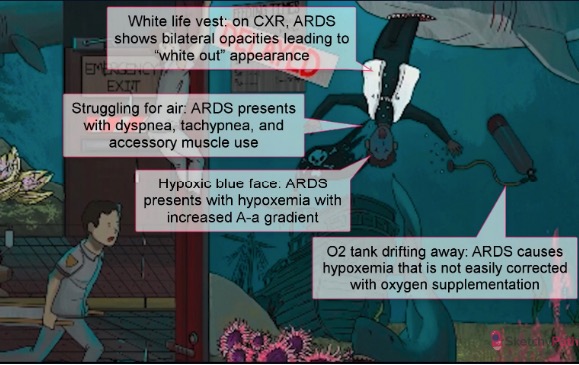 White life vest: on CXR, ARDS
shows bilateral opacities leading to
“white out” appearance
DELAYED
EMERGENCY
EXIT
Struggling for air: ARDS presents
with dyspnea, tachypnea, and
accessory muscle use
Hypoxic blue face: ARDS
presents with hypoxemia with
increased A-a gradient
O2 tank drifting away: ARDS causes
hypoxemia that is not easily corrected
with oxygen supplementation